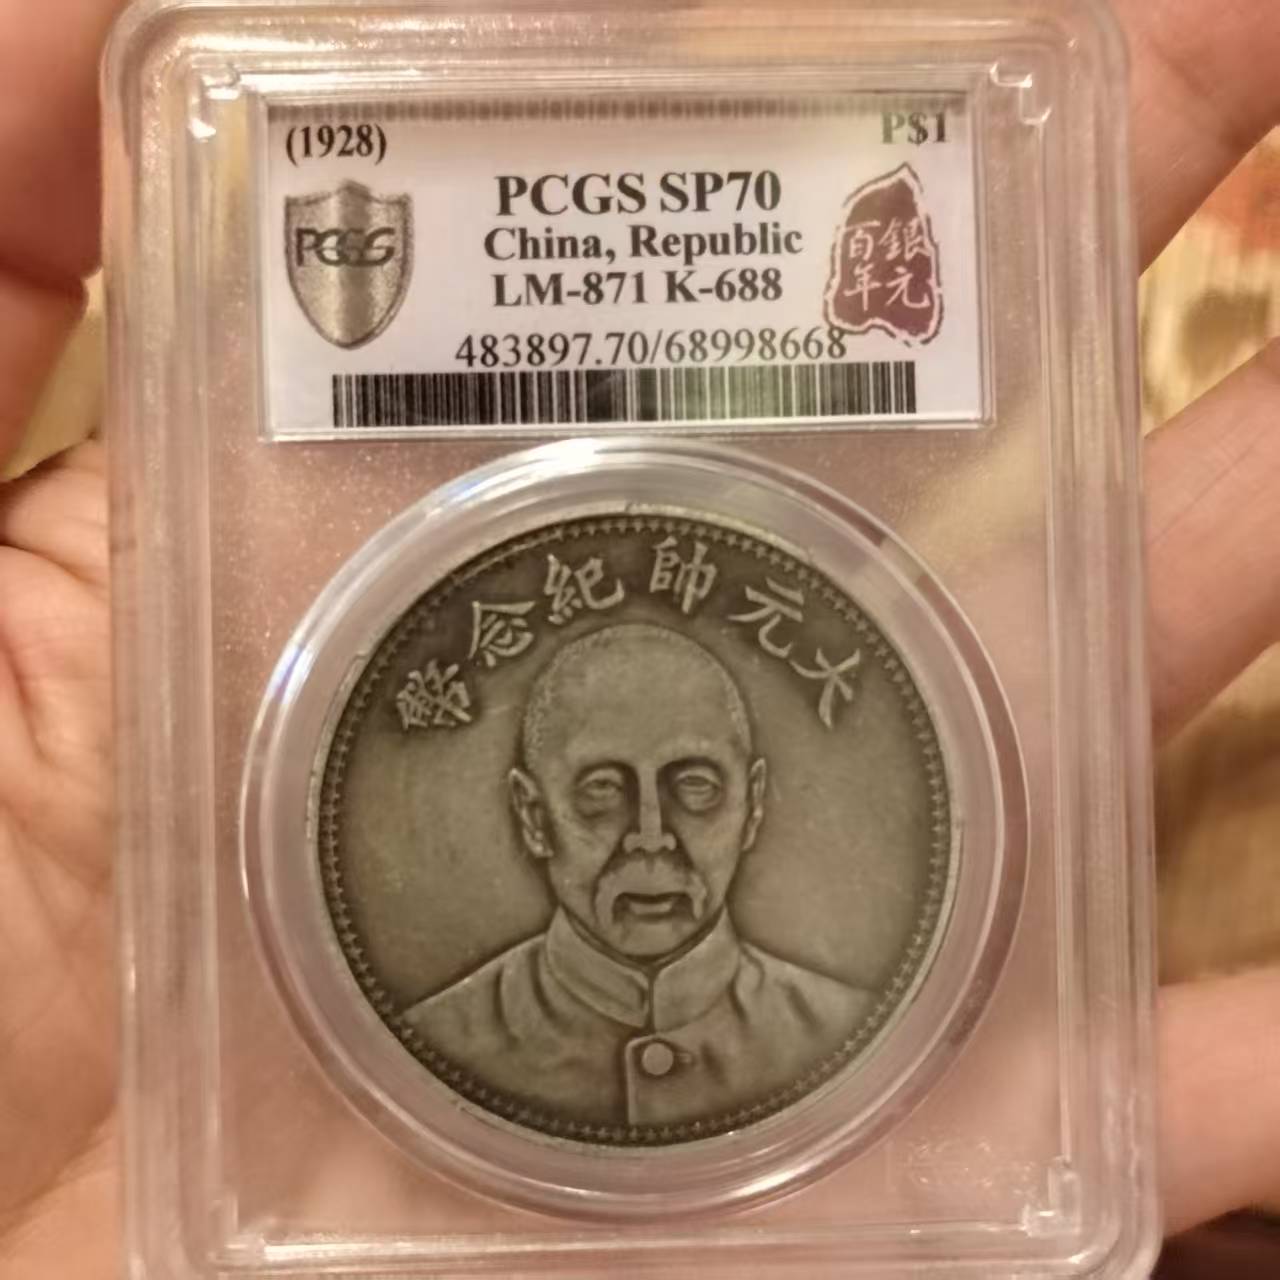 (1928) P$1
PCGS SP70
PCGS
China, Republic
LM-871 K-688
銀元
百年
483897.70/68998668
大元帥紀念幣